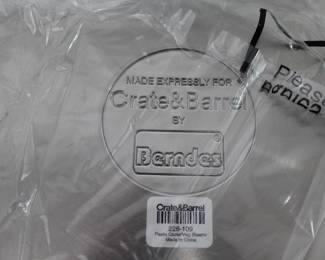 MADE EXPRESSLY FOR
Crate&Barrel
BY
Berndes
Please
Crate&Barrel
226-109
Made in China